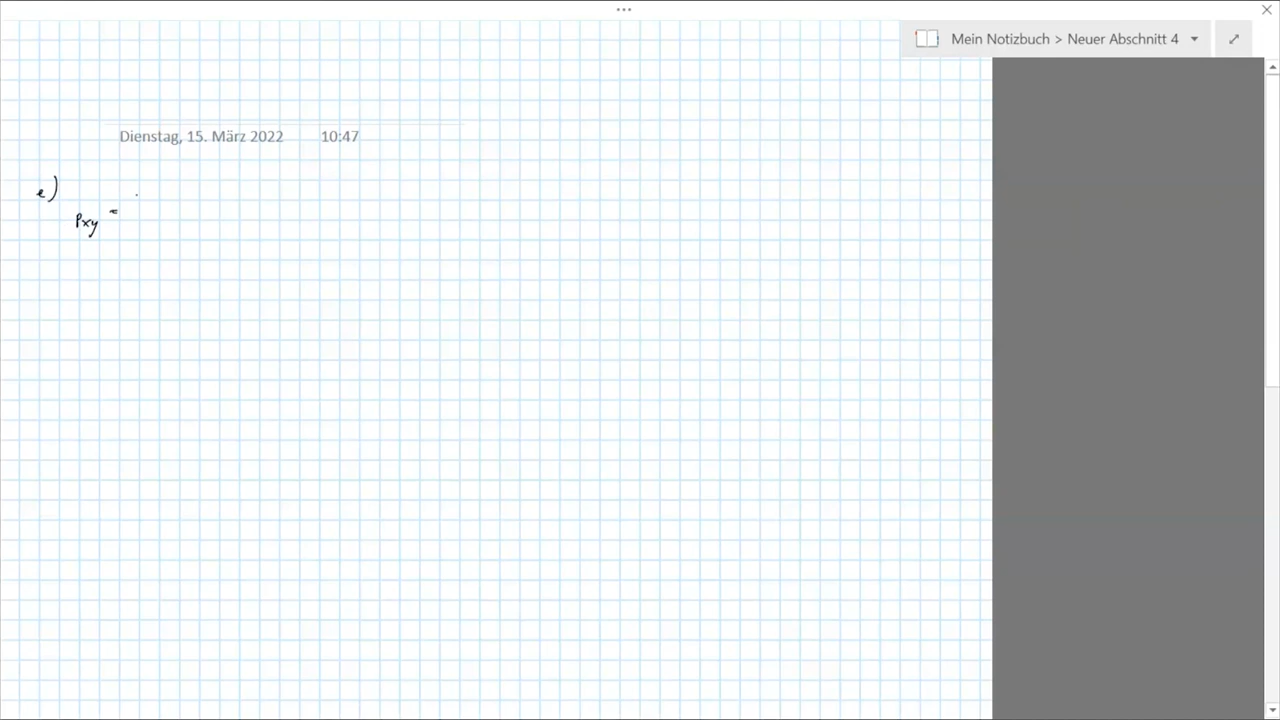 Mein Notizbuch > Neuer Abschnitt 4
Dienstag, 15. März 2022 10:47
e)
Pxy =